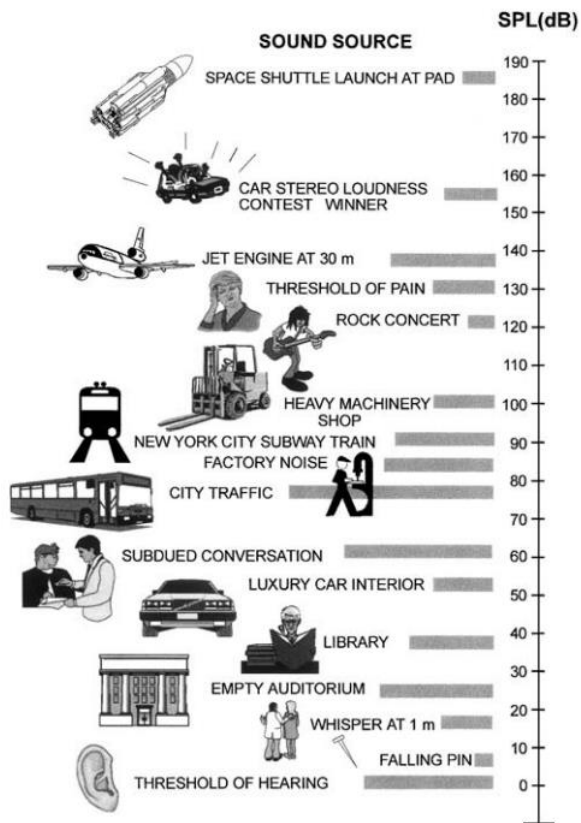 SPL(dB)
SOUND SOURCE
190
SPACE SHUTTLE LAUNCH AT PAD
180
170
160
CAR STEREO LOUDNESS
CONTEST WINNER
150
140
JET ENGINE AT 30 m
THRESHOLD OF PAIN
130
ROCK CONCERT
120
110
HEAVY MACHINERY
100
SHOP
NEW YORK CITY SUBWAY TRAIN
90
FACTORY NOISE
CITY TRAFFIC
80
70
SUBDUED CONVERSATION
60
LUXURY CAR INTERIOR
50
LIBRARY
40
30
EMPTY AUDITORIUM
20
WHISPER AT 1 m
10
FALLING PIN
THRESHOLD OF HEARING
0